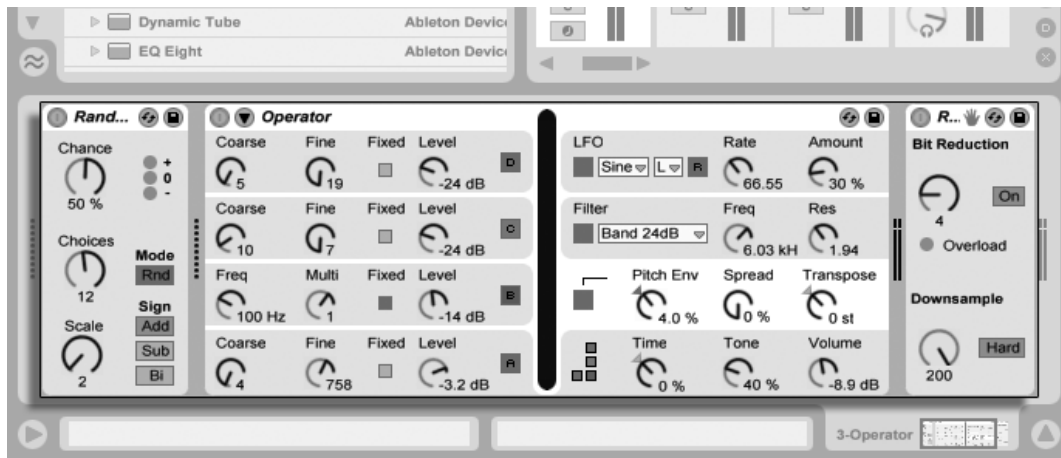 Dynamic Tube Ableton Device
EQ Eight Ableton Device
Rand...
Chance
50 %
+
0
-
Choices
12
Mode
Rnd
Scale
2
Sign
Add
Sub
Bi
Operator
Coarse Fine Fixed Level
5 19 -24 dB D
Coarse Fine Fixed Level
10 7 -24 dB C
Freq Multi Fixed Level
100 Hz 1 -14 dB B
Coarse Fine Fixed Level
4 758 -3.2 dB A
LFO Rate Amount
Sine L R 66.55 30 %
Filter Freq Res
Band 24dB 6.03 kH 1.94
Pitch Env Spread Transpose
4.0 % 0 % 0 st
Time Tone Volume
0 % 40 % -8.9 dB
R...
Bit Reduction
4
On
Overload
Downsample
200
Hard
3-Operator